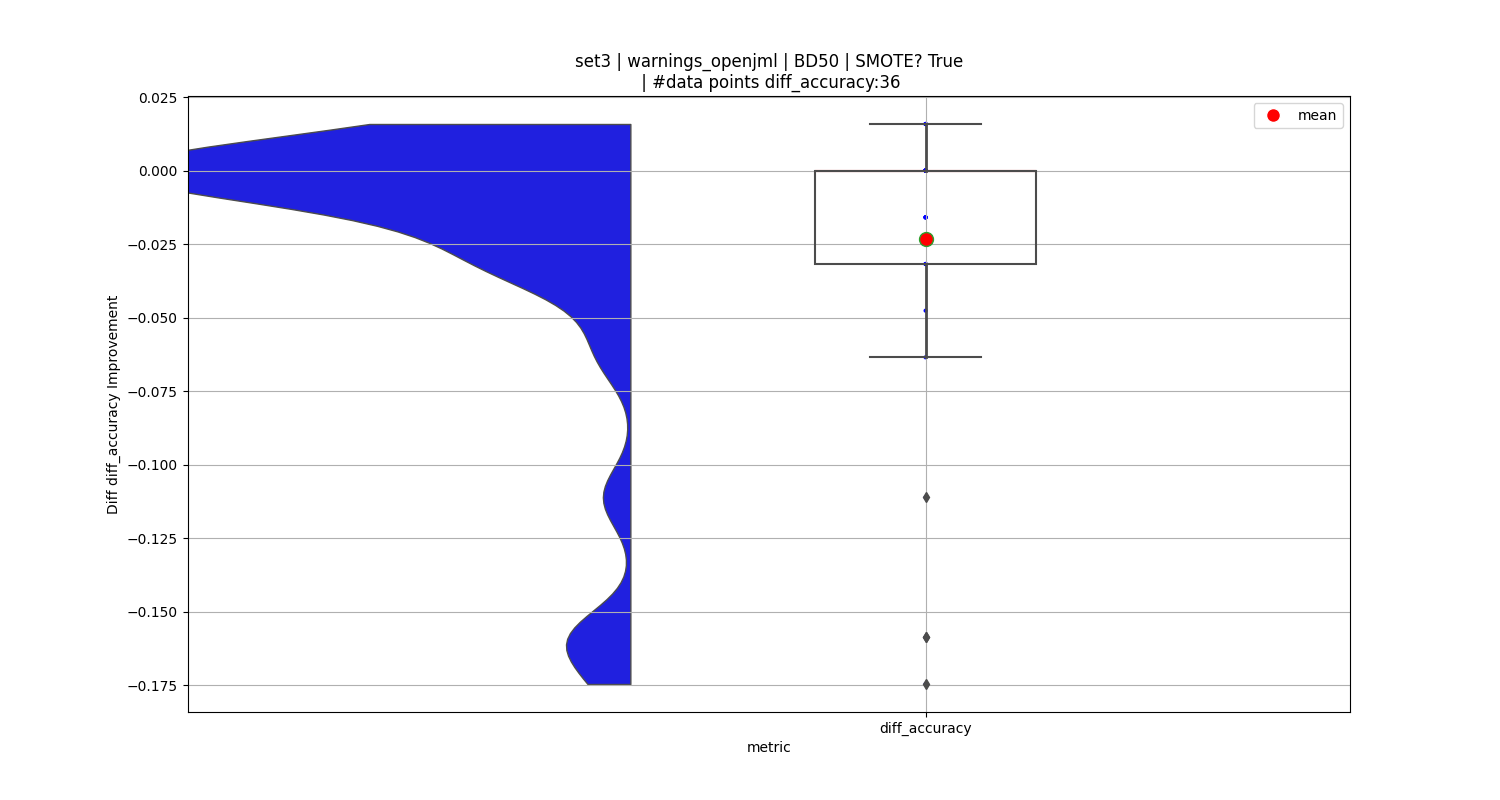 set3 | warnings_openjml | BD50 | SMOTE? True
| #data points diff_accuracy:36
mean
0.025
0.000
−0.025
−0.050
−0.075
−0.100
−0.125
−0.150
−0.175
Diff diff_accuracy Improvement
diff_accuracy
metric